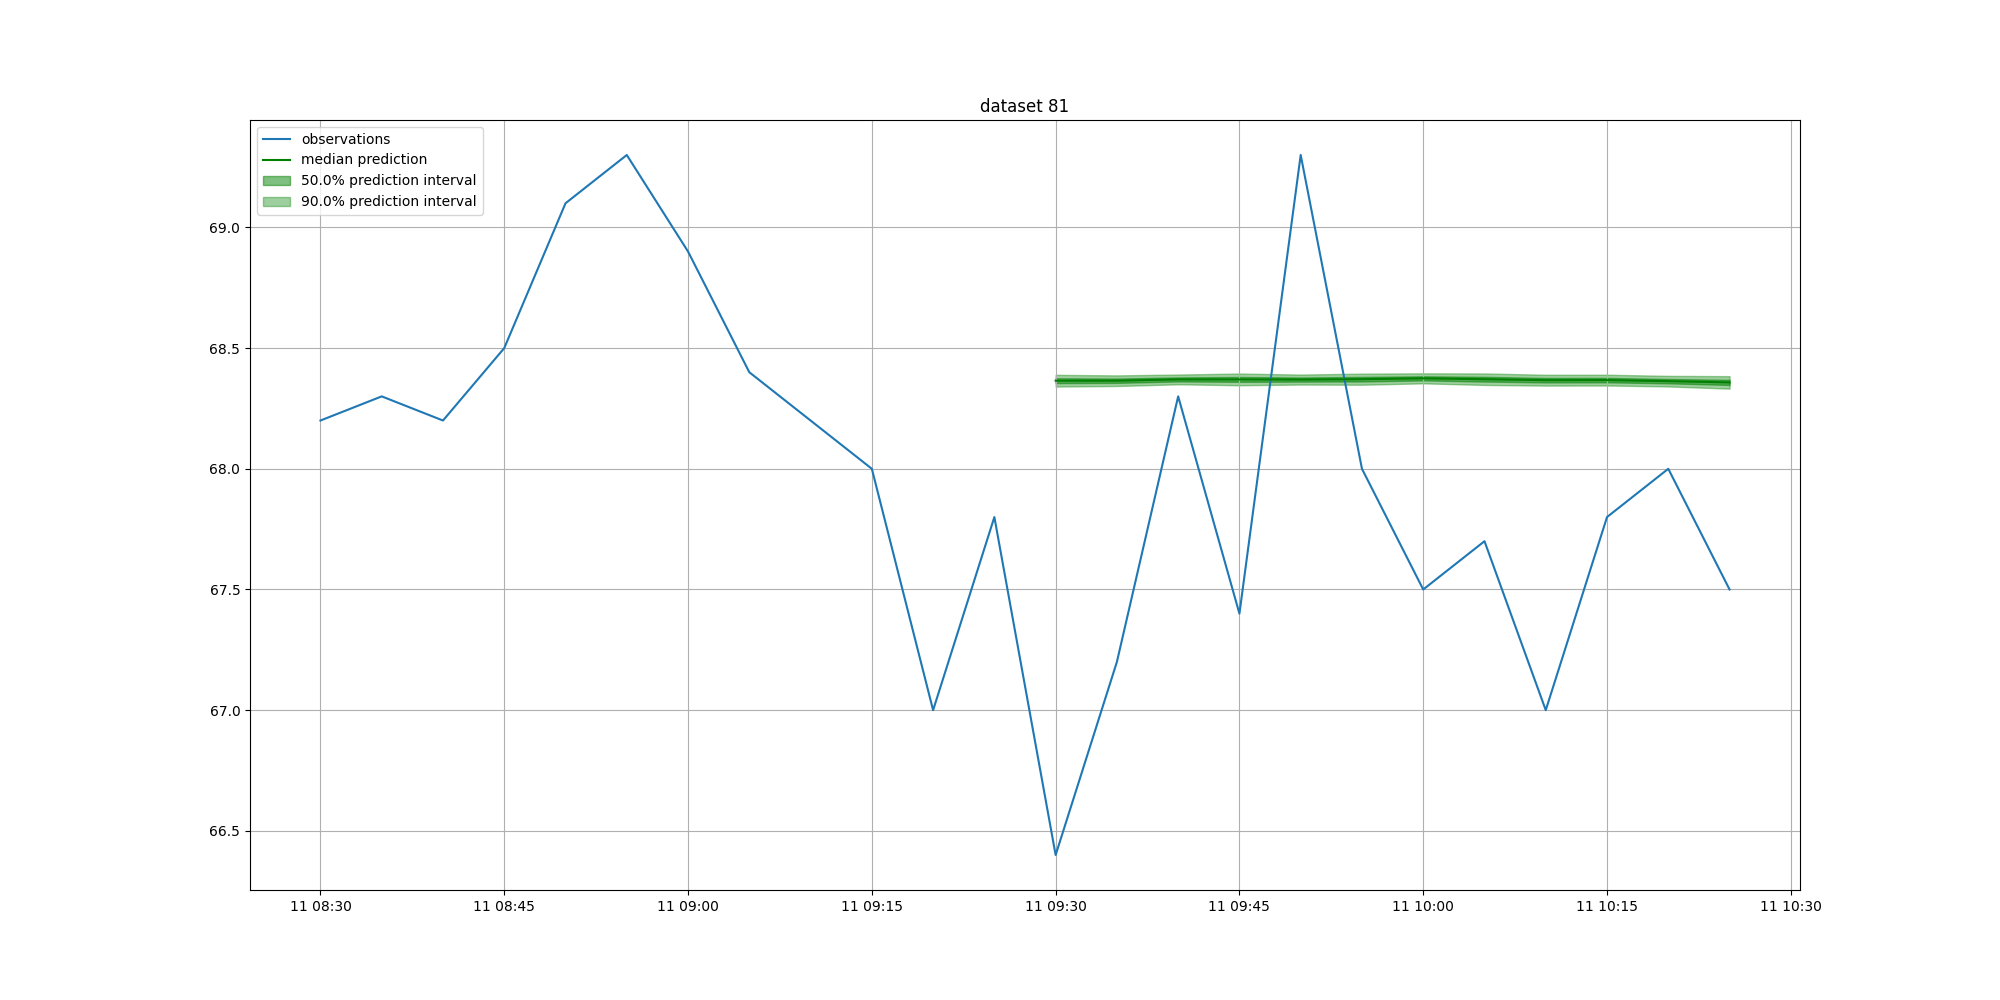 dataset 81
observations
median prediction
50.0% prediction interval
90.0% prediction interval
69.0
68.5
68.0
67.5
67.0
66.5
11 08:30 11 08:45 11 09:00 11 09:15 11 09:30 11 09:45 11 10:00 11 10:15 11 10:30